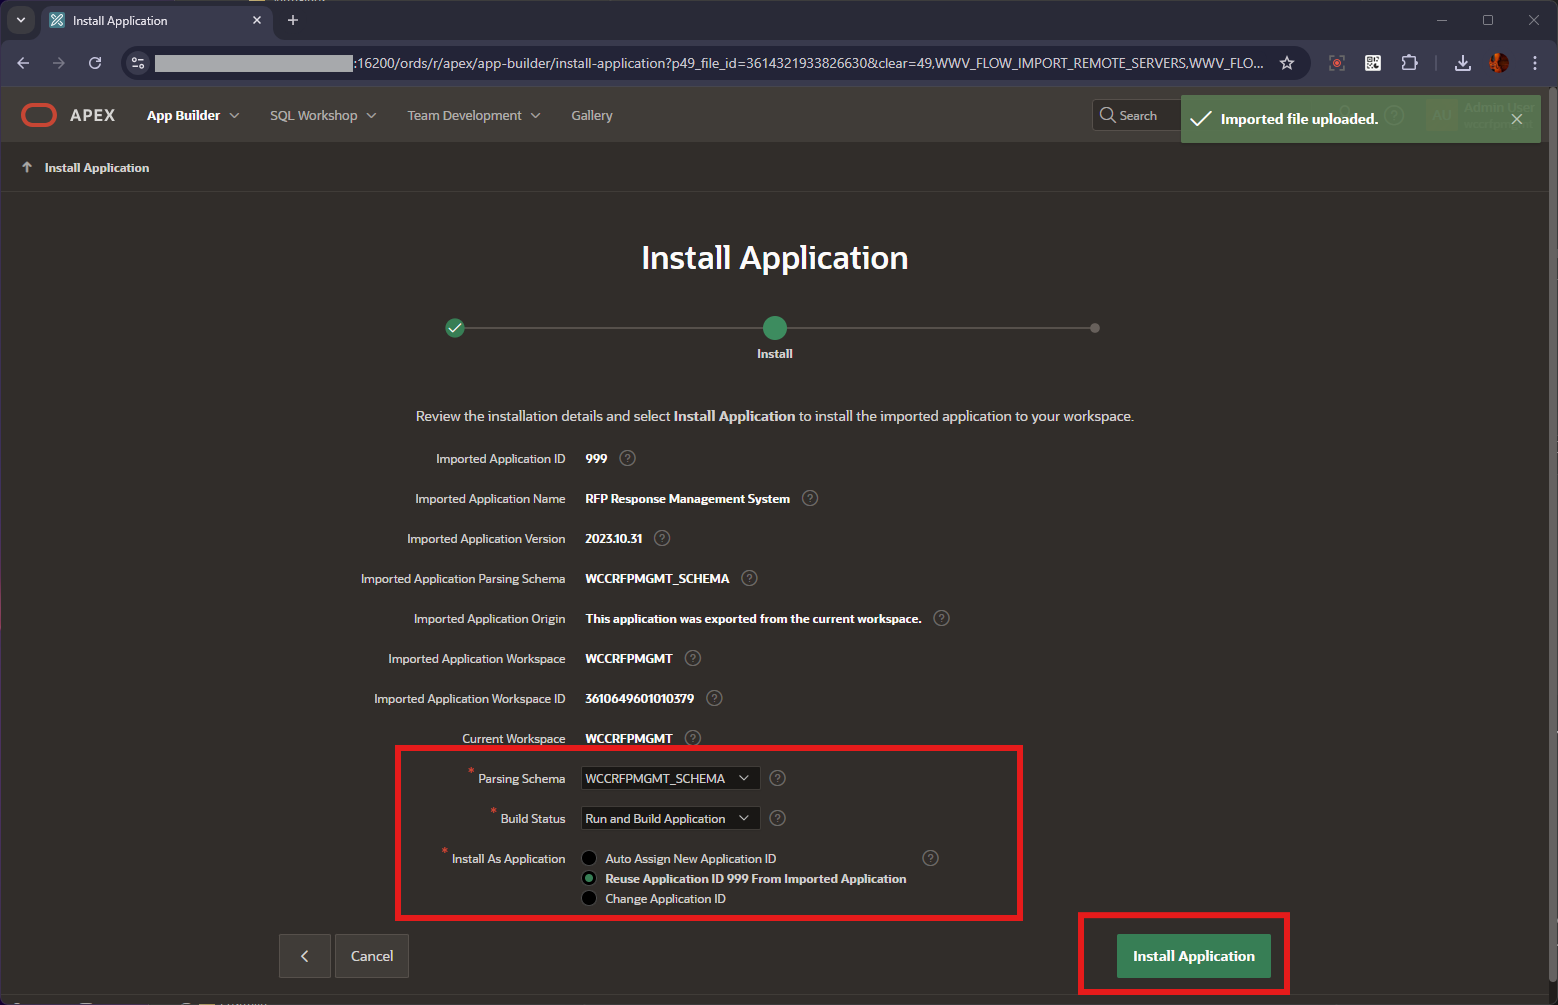 Install Application
:16200/ords/r/apex/app-builder/install-application?p49_file_id=3614321933826630&clear=49,WWV_FLOW_IMPORT_REMOTE_SERVERS,WWV_FLO...
APEX App Builder SQL Workshop Team Development Gallery Search
Imported file uploaded.
Admin User
AU
Install Application
Install Application
Install
Review the installation details and select Install Application to install the imported application to your workspace.
Imported Application ID 999
Imported Application Name RFP Response Management System
Imported Application Version 2023.10.31
Imported Application Parsing Schema WCCRFPMGMT_SCHEMA
Imported Application Origin This application was exported from the current workspace.
Imported Application Workspace WCCRFPMGMT
Imported Application Workspace ID 3610649601010379
Current Workspace WCCRFPMGMT
* Parsing Schema WCCRFPMGMT_SCHEMA
* Build Status Run and Build Application
* Install As Application Auto Assign New Application ID
Reuse Application ID 999 From Imported Application
Change Application ID
Cancel
Install Application